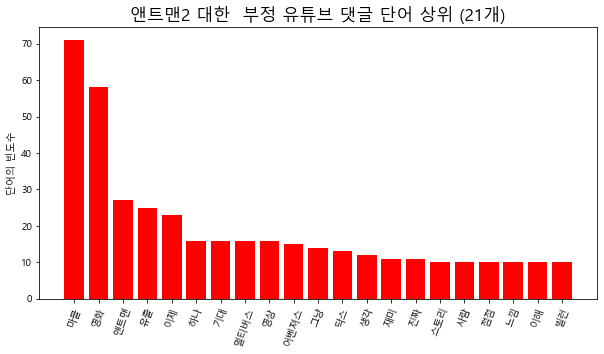 앤트맨2 대한  부정 유튜브 댓글 단어 상위 (21개)
단어의 빈도수
70
60
50
40
30
20
10
0
마블
영화
앤트맨
유출
이제
하나
기대
멀티버스
영상
어벤져스
그냥
닥스
생각
재미
진짜
스토리
사람
점점
느낌
이해
빌런